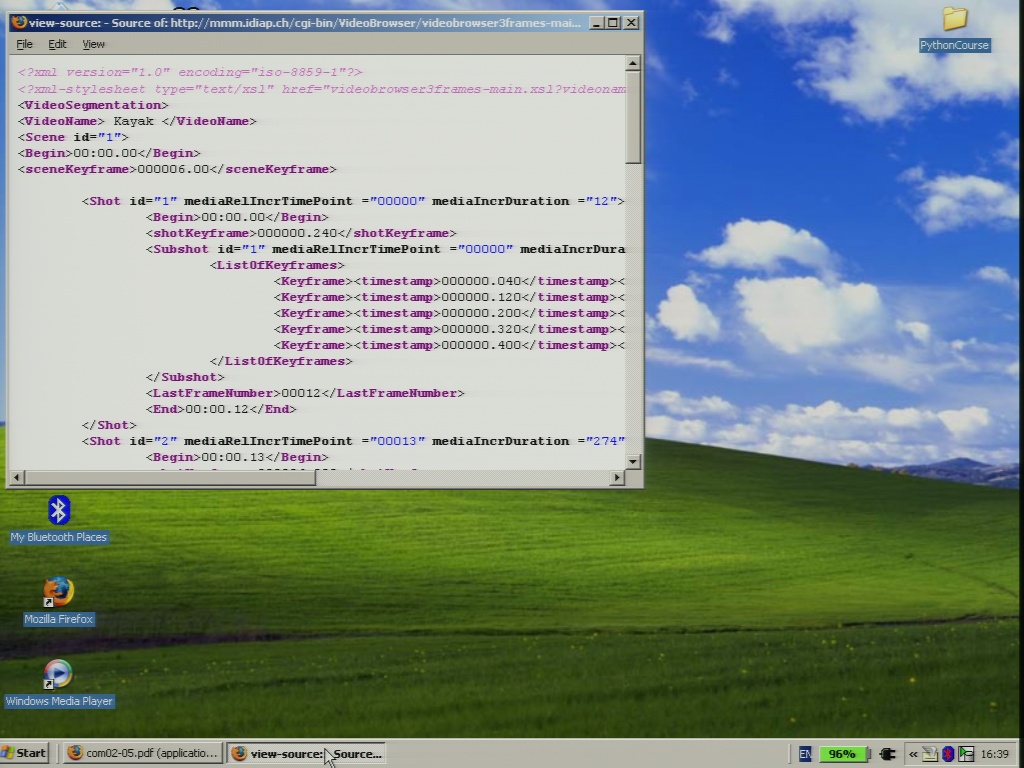 view-source: - Source of: http://mmm.idiap.ch/cgi-bin/VideoBrowser/videobrowser3frames-mai...
File Edit View
<?xml version="1.0" encoding="iso-8859-1"?>
<?xml-stylesheet type="text/xsl" href="videobrowser3frames-main.xsl?videonam
<VideoSegmentation>
<VideoName> Kayak </VideoName>
<Scene id="1">
<Begin>00:00.00</Begin>
<sceneKeyframe>000006.00</sceneKeyframe>
<Shot id="1" mediaRelIncrTimePoint ="00000" mediaIncrDuration ="12">
<Begin>00:00.00</Begin>
<shotKeyframe>000000.240</shotKeyframe>
<Subshot id="1" mediaRelIncrTimePoint ="00000" mediaIncrDura
<ListOfKeyframes>
<Keyframe><timestamp>000000.040</timestamp><
<Keyframe><timestamp>000000.120</timestamp><
<Keyframe><timestamp>000000.200</timestamp><
<Keyframe><timestamp>000000.320</timestamp><
<Keyframe><timestamp>000000.400</timestamp><
</ListOfKeyframes>
</Subshot>
<LastFrameNumber>00012</LastFrameNumber>
<End>00:00.12</End>
</Shot>
<Shot id="2" mediaRelIncrTimePoint ="00013" mediaIncrDuration ="274"
<Begin>00:00.13</Begin>
PythonCourse
My Bluetooth Places
Mozilla Firefox
Windows Media Player
Start
com02-05.pdf (applicatio...
view-source: Source...
EN
96%
«
16:39